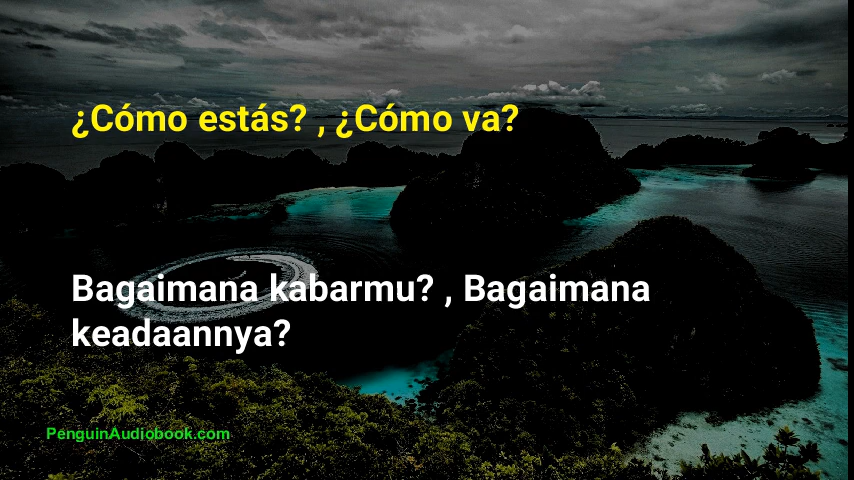 ¿Cómo estás? , ¿Cómo va?
Bagaimana kabarmu? , Bagaimana
keadaannya?
PenguinAudiobook.com